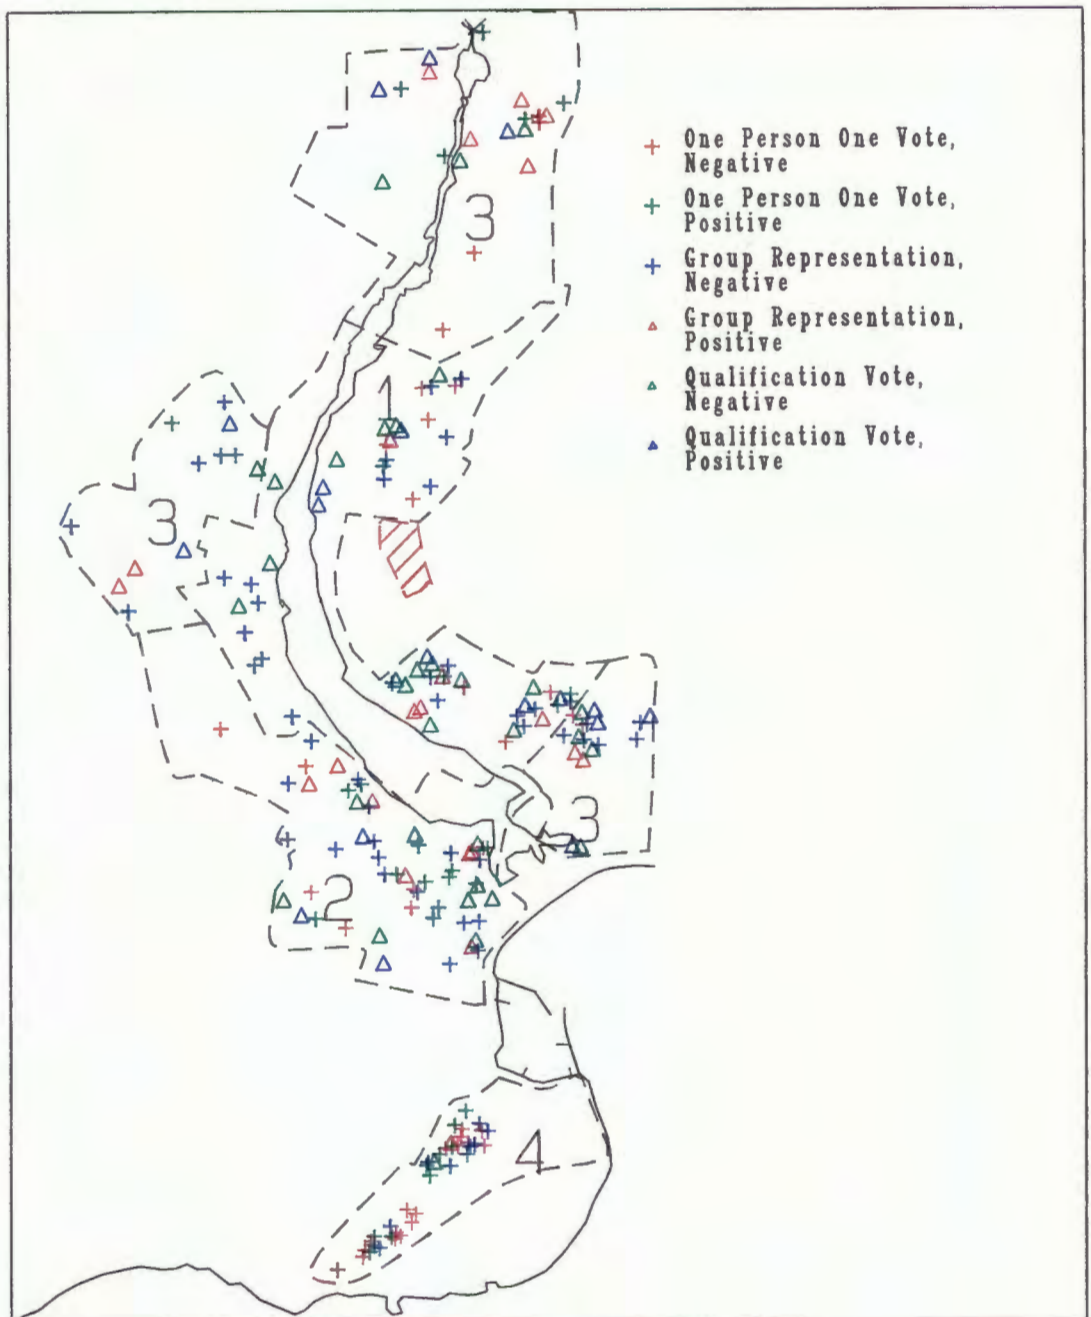 One Person One Vote,
Negative
One Person One Vote,
Positive
Group Representation,
Negative
Group Representation,
Positive
Qualification Vote,
Negative
Qualification Vote,
Positive
3
1
3
3
2
4